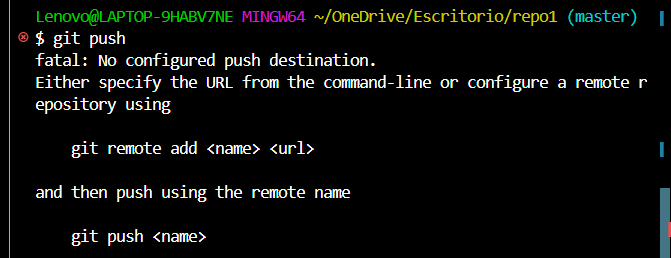 Lenovo@LAPTOP-9HABV7NE MINGW64 ~/OneDrive/Escritorio/repo1 (master)
$ git push
fatal: No configured push destination.
Either specify the URL from the command-line or configure a remote r
epository using
git remote add <name> <url>
and then push using the remote name
git push <name>